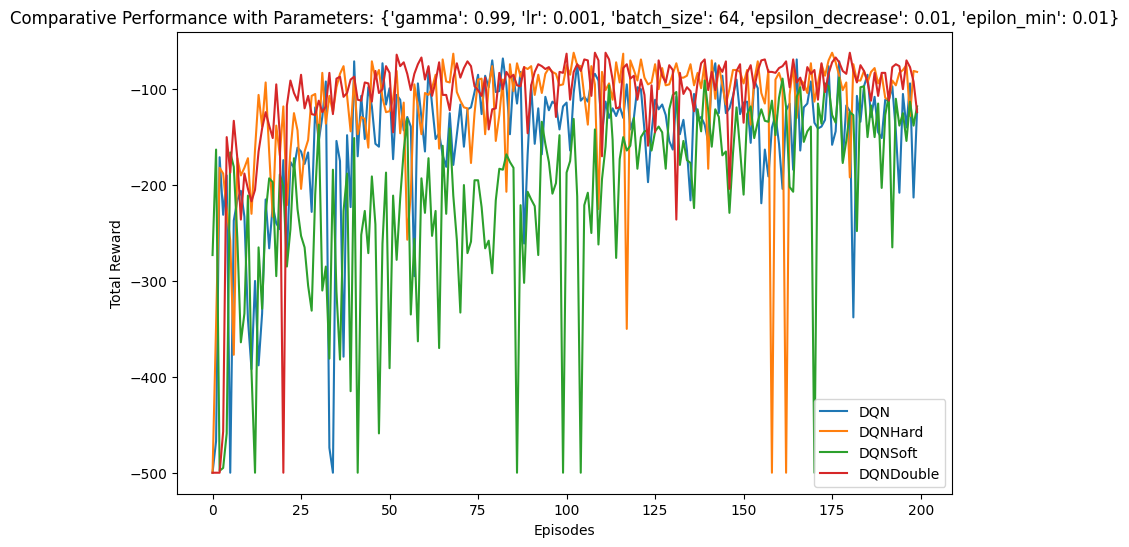 Comparative Performance with Parameters: {'gamma': 0.99, 'lr': 0.001, 'batch_size': 64, 'epsilon_decrease': 0.01, 'epilon_min': 0.01}
Total Reward
−100
−200
−300
−400
−500
0 25 50 75 100 125 150 175 200
Episodes
DQN
DQNHard
DQNSoft
DQNDouble